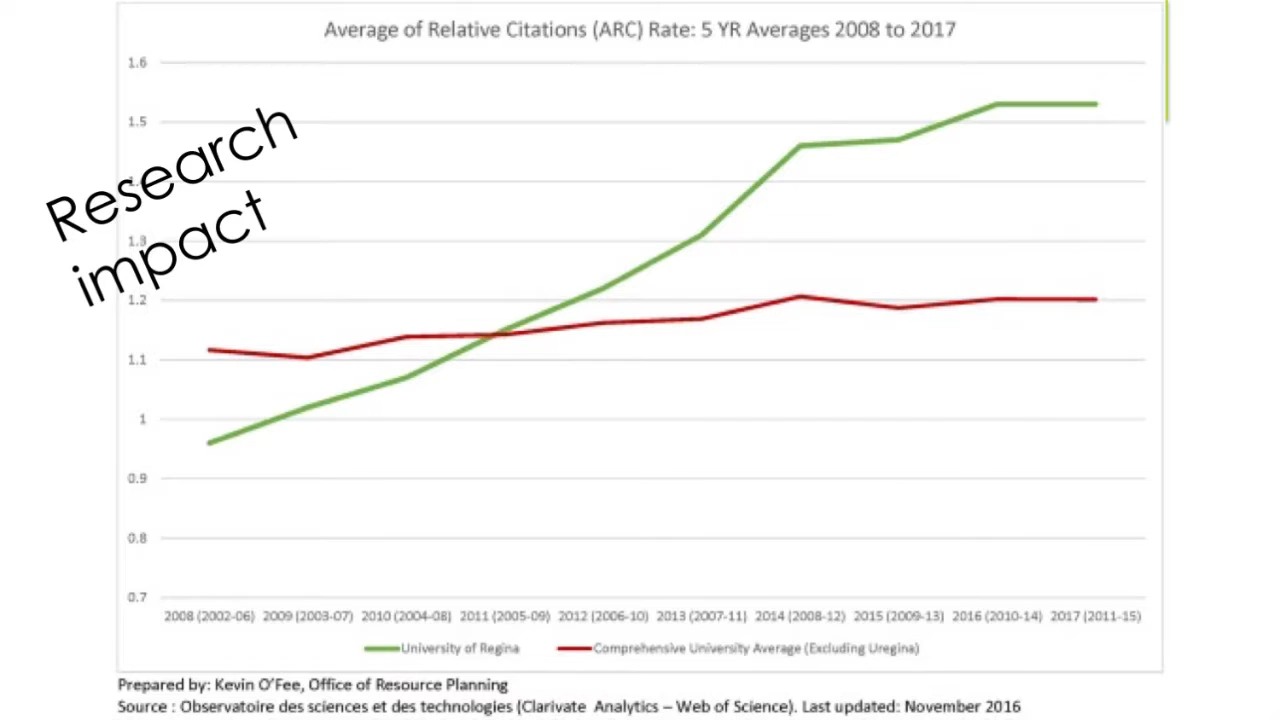 Average of Relative Citations (ARC) Rate: 5 YR Averages 2008 to 2017
1.6
1.5
1.3
1.2
1.1
1
0.9
0.8
0.7
Research
impact
2008 (2002-06) 2009 (2003-07) 2010 (2004-08) 2011 (2005-09) 2012 (2006-10) 2013 (2007-11) 2014 (2008-12) 2015 (2009-13) 2016 (2010-14) 2017 (2011-15)
University of Regina Comprehensive University Average (Excluding Uregina)
Prepared by: Kevin O'Fee, Office of Resource Planning
Source : Observatoire des sciences et des technologies (Clarivate Analytics – Web of Science). Last updated: November 2016